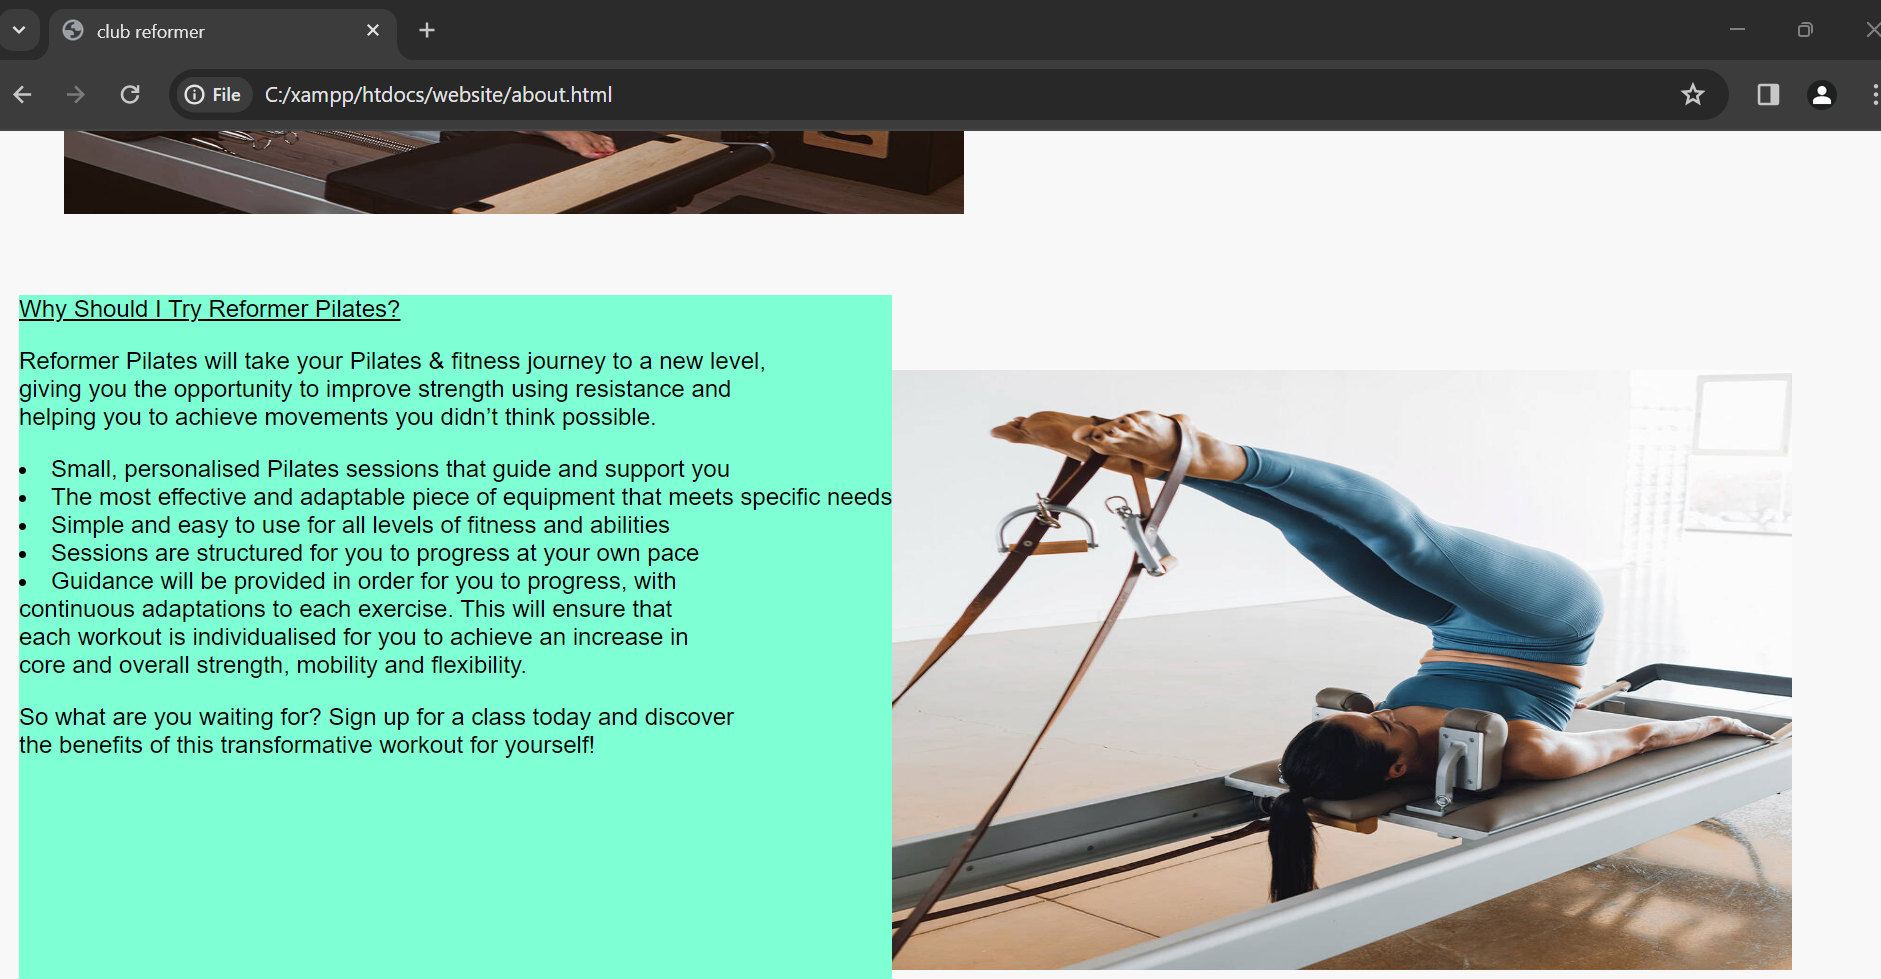 club reformer
File
C:/xampp/htdocs/website/about.html
Why Should I Try Reformer Pilates?
Reformer Pilates will take your Pilates & fitness journey to a new level,
giving you the opportunity to improve strength using resistance and
helping you to achieve movements you didn’t think possible.
• Small, personalised Pilates sessions that guide and support you
• The most effective and adaptable piece of equipment that meets specific needs
• Simple and easy to use for all levels of fitness and abilities
• Sessions are structured for you to progress at your own pace
• Guidance will be provided in order for you to progress, with
continuous adaptations to each exercise. This will ensure that
each workout is individualised for you to achieve an increase in
core and overall strength, mobility and flexibility.
So what are you waiting for? Sign up for a class today and discover
the benefits of this transformative workout for yourself!